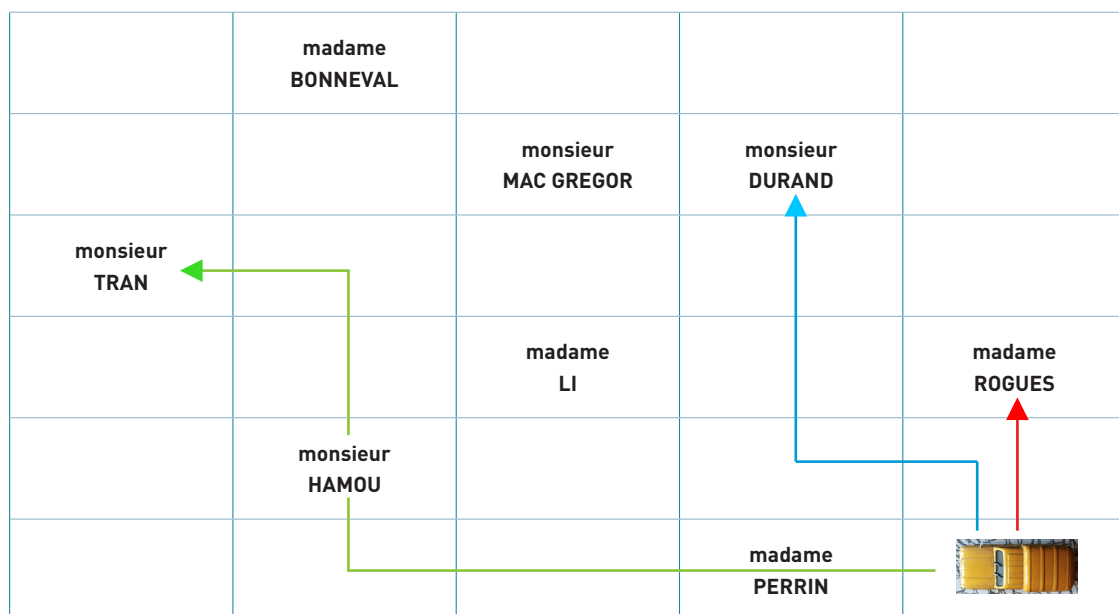 madame
BONNEVAL
monsieur
MAC GREGOR
monsieur
DURAND
monsieur
TRAN
madame
LI
madame
ROGUES
monsieur
HAMOU
madame
PERRIN